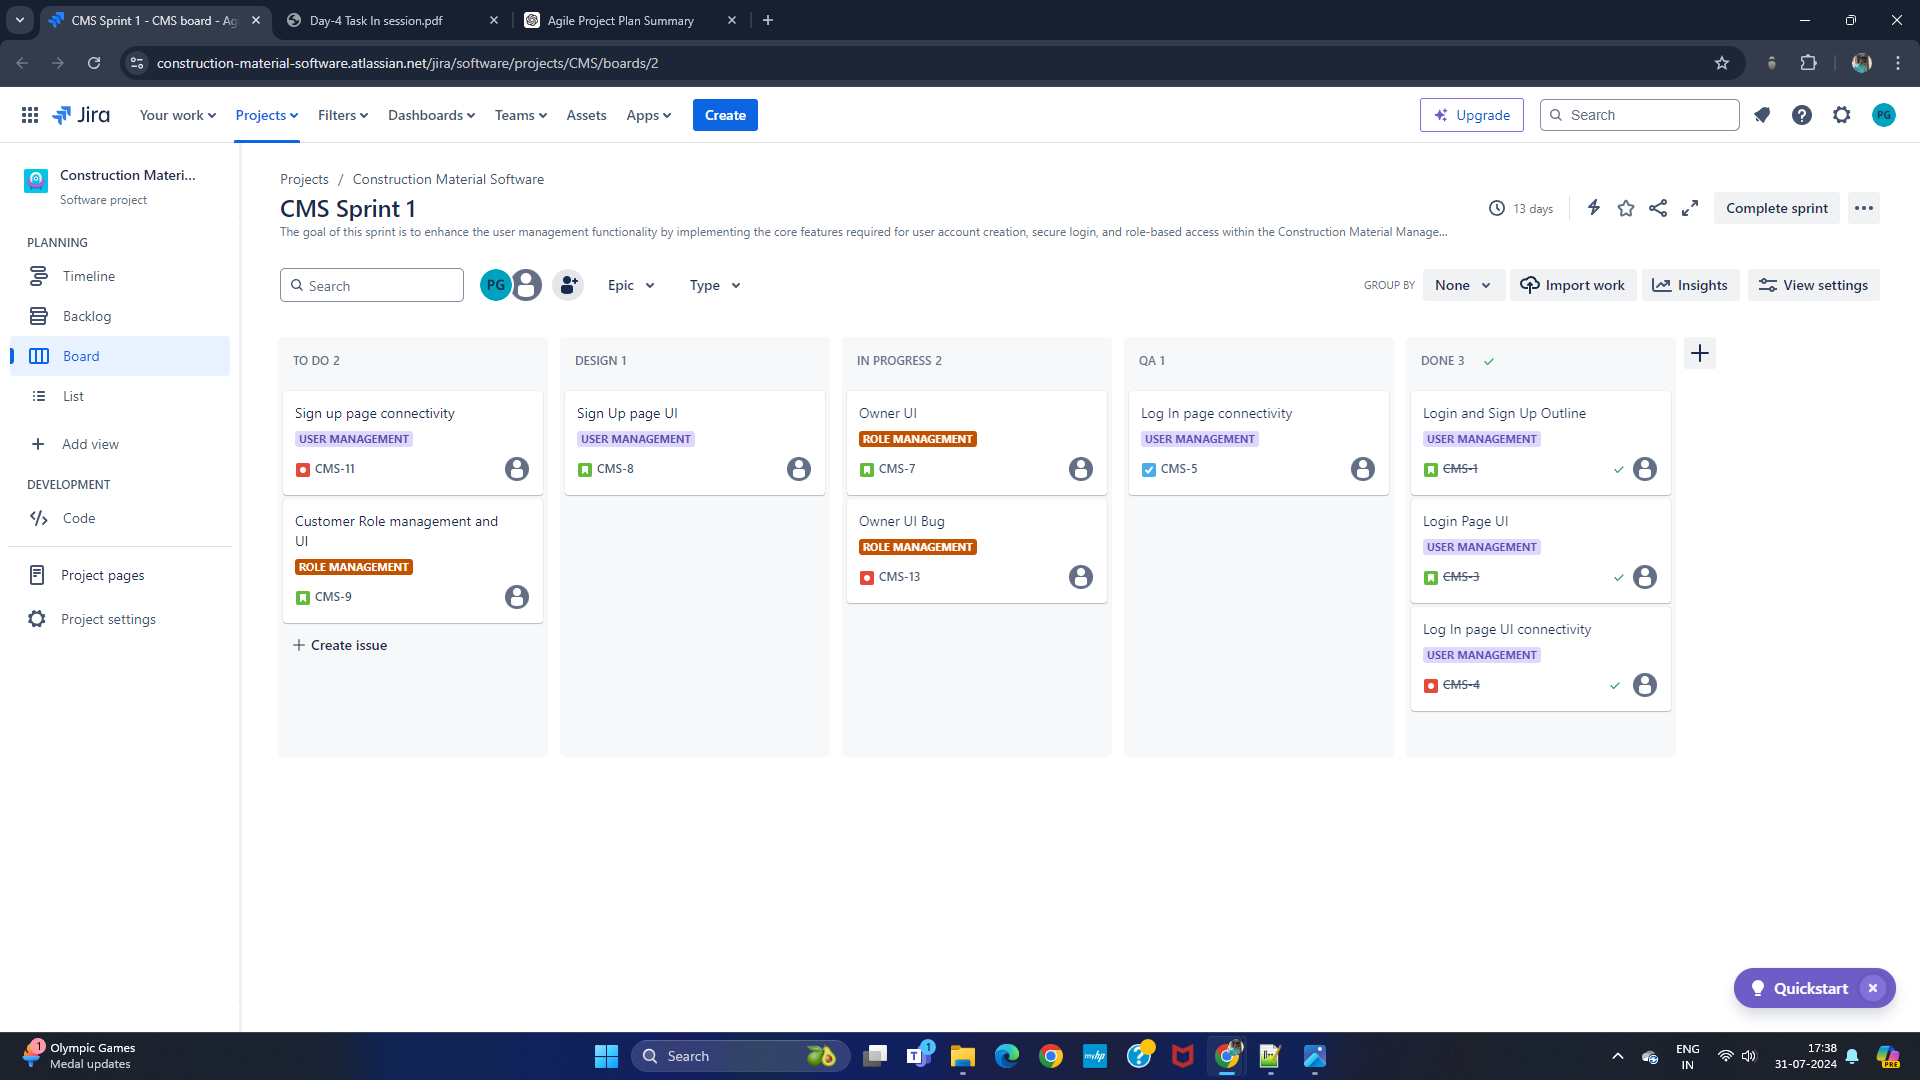 CMS Sprint 1 - CMS board - Ag
Day-4 Task In session.pdf
Agile Project Plan Summary
construction-material-software.atlassian.net/jira/software/projects/CMS/boards/2
Jira
Your work
Projects
Filters
Dashboards
Teams
Assets
Apps
Create
Upgrade
Search
PG
Construction Materi...
Software project
PLANNING
Timeline
Backlog
Board
List
Add view
DEVELOPMENT
Code
Project pages
Project settings
Projects / Construction Material Software
CMS Sprint 1
13 days
Complete sprint
The goal of this sprint is to enhance the user management functionality by implementing the core features required for user account creation, secure login, and role-based access within the Construction Material Manage...
Search
PG
Epic
Type
GROUP BY
None
Import work
Insights
View settings
TO DO 2
Sign up page connectivity
USER MANAGEMENT
CMS-11
Customer Role management and
UI
ROLE MANAGEMENT
CMS-9
Create issue
DESIGN 1
Sign Up page UI
USER MANAGEMENT
CMS-8
IN PROGRESS 2
Owner UI
ROLE MANAGEMENT
CMS-7
Owner UI Bug
ROLE MANAGEMENT
CMS-13
QA 1
Log In page connectivity
USER MANAGEMENT
CMS-5
DONE 3
Login and Sign Up Outline
USER MANAGEMENT
CMS-1
Login Page UI
USER MANAGEMENT
CMS-3
Log In page UI connectivity
USER MANAGEMENT
CMS-4
Quickstart
1
Olympic Games
Medal updates
Search
T
1
myhp
ENG
IN
17:38
31-07-2024
PRE